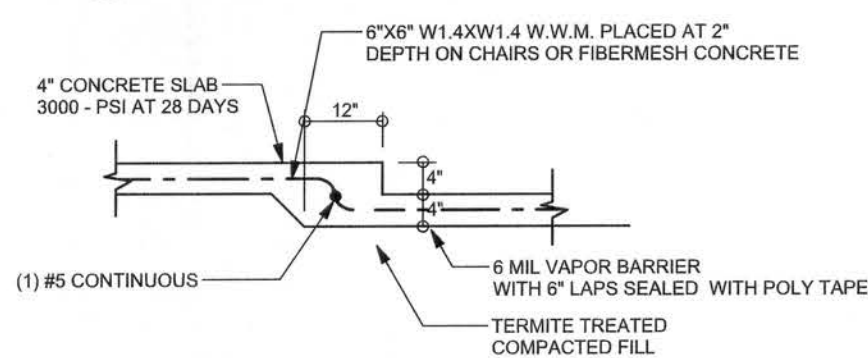 6"X6" W1.4XW1.4 W.W.M. PLACED AT 2"
DEPTH ON CHAIRS OR FIBERMESH CONCRETE
4" CONCRETE SLAB
3000 - PSI AT 28 DAYS
12"
4"
4"
(1) #5 CONTINUOUS
6 MIL VAPOR BARRIER
WITH 6" LAPS SEALED WITH POLY TAPE
TERMITE TREATED
COMPACTED FILL